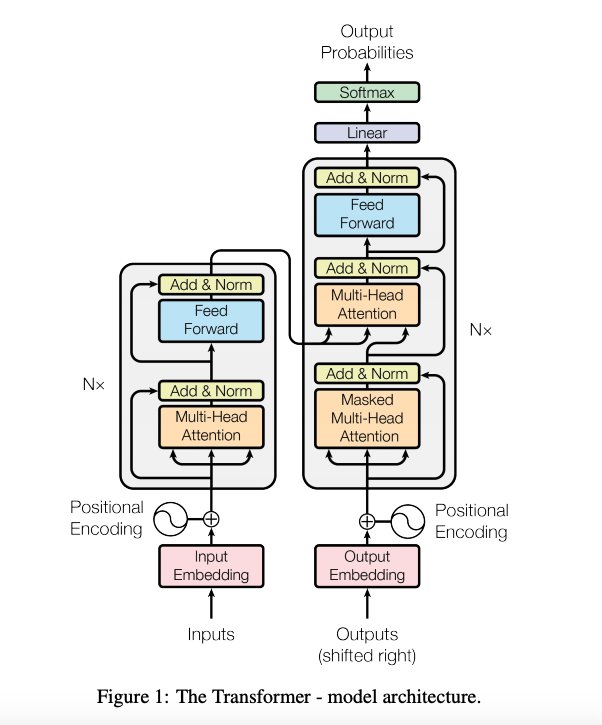 Output
Probabilities
Softmax
Linear
Add & Norm
Feed
Forward
Add & Norm
Multi-Head
Attention
Add & Norm
Masked
Multi-Head
Attention
Nx
Add & Norm
Feed
Forward
Add & Norm
Multi-Head
Attention
Nx
Positional
Encoding
Positional
Encoding
Input
Embedding
Output
Embedding
Inputs
Outputs
(shifted right)
Figure 1: The Transformer - model architecture.